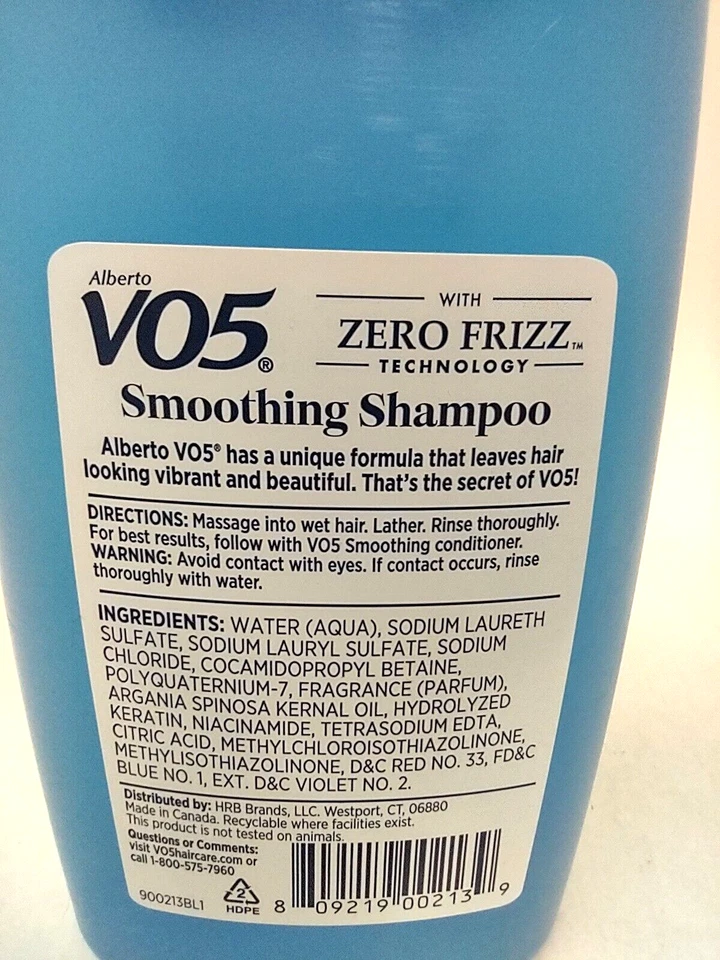 Alberto
VO5®
WITH
ZERO FRIZZ™
TECHNOLOGY
Smoothing Shampoo
Alberto VO5® has a unique formula that leaves hair
looking vibrant and beautiful. That's the secret of VO5!
DIRECTIONS: Massage into wet hair. Lather. Rinse thoroughly.
For best results, follow with VO5 Smoothing conditioner.
WARNING: Avoid contact with eyes. If contact occurs, rinse
thoroughly with water.
INGREDIENTS: WATER (AQUA), SODIUM LAURETH
SULFATE, SODIUM LAURYL SULFATE, SODIUM
CHLORIDE, COCAMIDOPROPYL BETAINE,
POLYQUATERNIUM-7, FRAGRANCE (PARFUM),
ARGANIA SPINOSA KERNAL OIL, HYDROLYZED
KERATIN, NIACINAMIDE, TETRASODIUM EDTA,
CITRIC ACID, METHYLCHLOROISOTHIAZOLINONE,
METHYLISOTHIAZOLINONE, D&C RED NO. 33, FD&C
BLUE NO. 1, EXT. D&C VIOLET NO. 2.
Distributed by: HRB Brands, LLC. Westport, CT, 06880
Made in Canada. Recyclable where facilities exist.
This product is not tested on animals.
Questions or Comments:
visit VO5haircare.com or
call 1-800-575-7960
900213BL1
2
HDPE
8 09219 00213 9